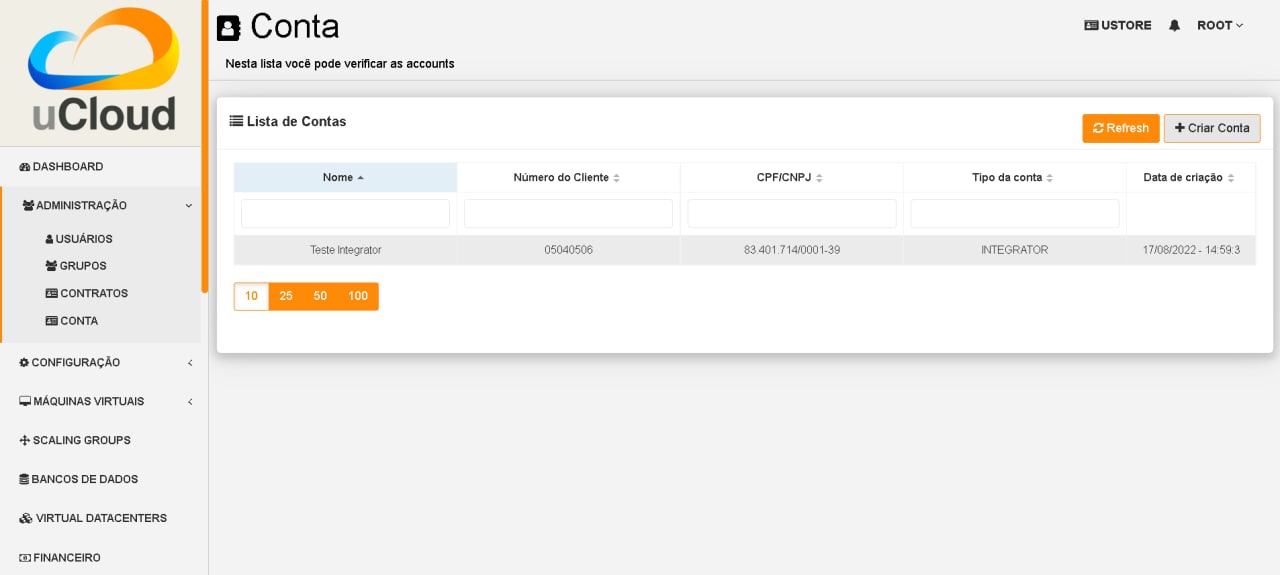 uCloud
Conta
USTORE
ROOT
Nesta lista você pode verificar as accounts
DASHBOARD
ADMINISTRAÇÃO
USUÁRIOS
GRUPOS
CONTRATOS
CONTA
CONFIGURAÇÃO
MÁQUINAS VIRTUAIS
SCALING GROUPS
BANCOS DE DADOS
VIRTUAL DATACENTERS
FINANCEIRO
Lista de Contas
Refresh
Criar Conta
Nome Número do Cliente CPF/CNPJ Tipo da conta Data de criação
Teste Integrator 05040506 83.401.714/0001-39 INTEGRATOR 17/08/2022 - 14:59:3
10 25 50 100